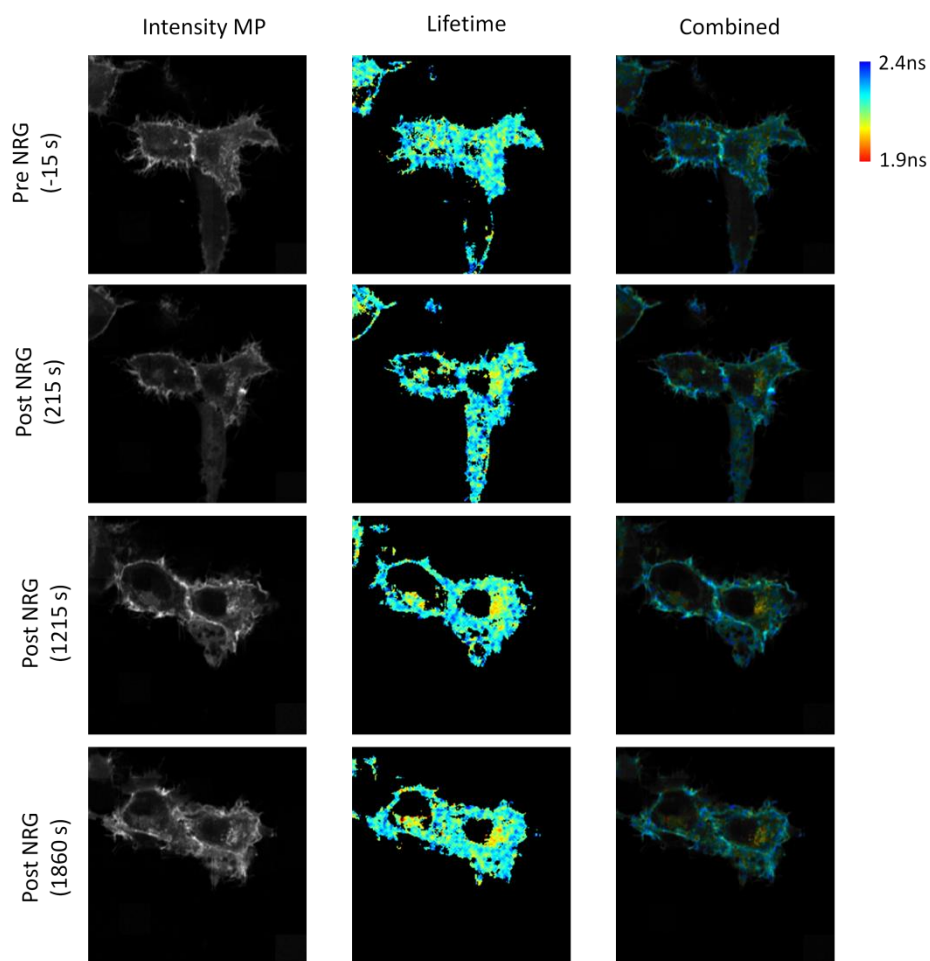 Intensity MP
Lifetime
Combined
2.4ns
1.9ns
Pre NRG
(-15 s)
Post NRG
(215 s)
Post NRG
(1215 s)
Post NRG
(1860 s)